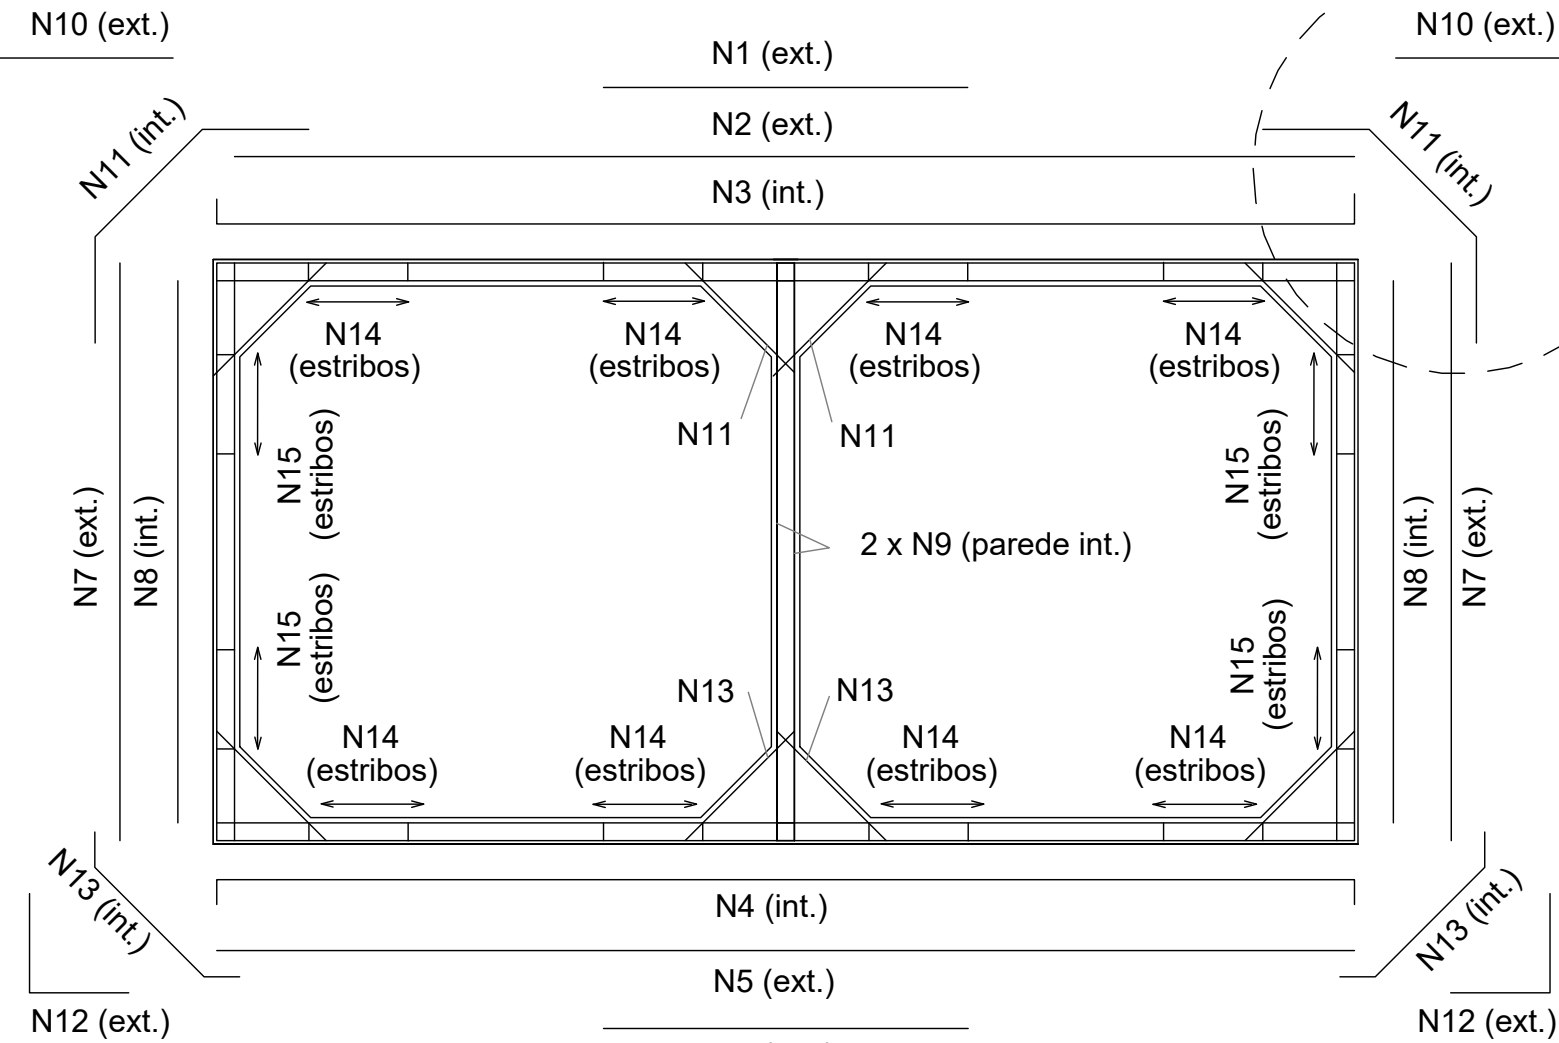 N10 (ext.)
N10 (ext.)
N1 (ext.)
N2 (ext.)
N11 (int.)
N11 (int.)
N3 (int.)
N14
(estribos)
N14
(estribos)
N14
(estribos)
N14
(estribos)
N11
N11
N15
(estribos)
N15
(estribos)
N7 (ext.)
N8 (int.)
2 x N9 (parede int.)
N8 (int.)
N7 (ext.)
N15
(estribos)
N15
(estribos)
N13
N13
N14
(estribos)
N14
(estribos)
N14
(estribos)
N14
(estribos)
N13 (int.)
N4 (int.)
N13 (int.)
N5 (ext.)
N12 (ext.)
N12 (ext.)